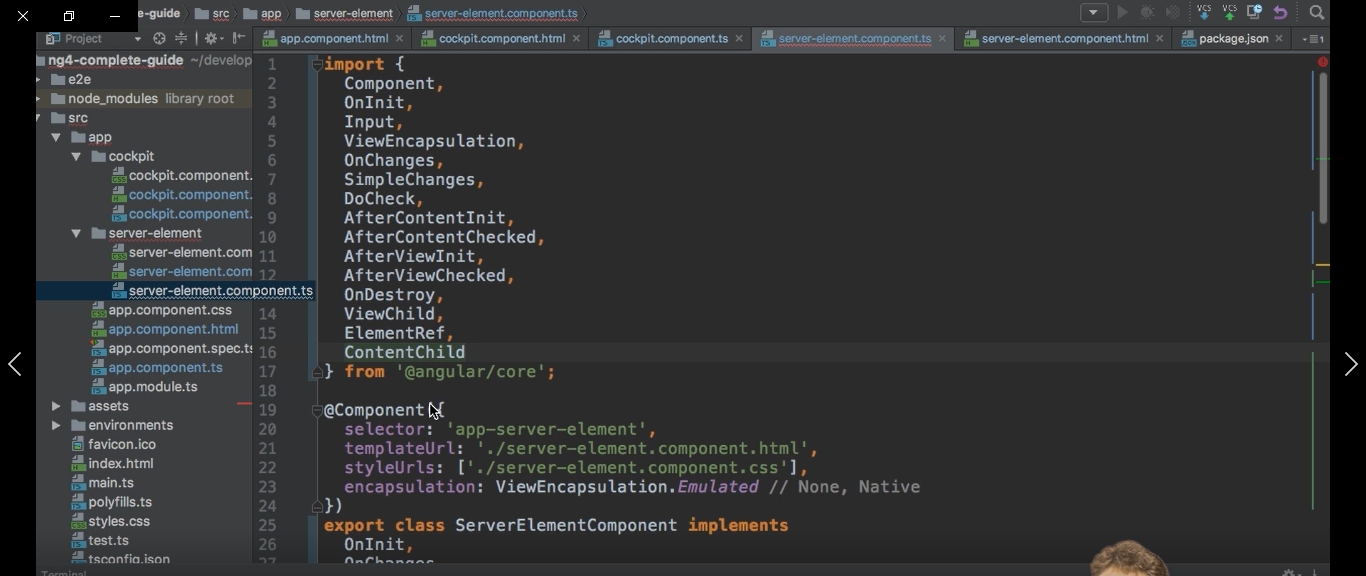 e-guide src app server-element server-element.component.ts
VCS VCS
Project
app.component.html cockpit.component.html cockpit.component.ts server-element.component.ts server-element.component.html package.json
ng4-complete-guide ~/develop
e2e
node_modules library root
src
app
cockpit
cockpit.component.
cockpit.component.
cockpit.component.
server-element
server-element.com
server-element.com
server-element.component.ts
app.component.css
app.component.html
app.component.spec.ts
app.component.ts
app.module.ts
assets
environments
favicon.ico
index.html
main.ts
polyfills.ts
styles.css
test.ts
tsconfig.json
Terminal
1 import {
2 Component,
3 OnInit,
4 Input,
5 ViewEncapsulation,
6 OnChanges,
7 SimpleChanges,
8 DoCheck,
9 AfterContentInit,
10 AfterContentChecked,
11 AfterViewInit,
12 AfterViewChecked,
OnDestroy,
14 ViewChild,
15 ElementRef,
16 ContentChild
17 } from '@angular/core';
18
19 @Component({
20 selector: 'app-server-element',
21 templateUrl: './server-element.component.html',
22 styleUrls: ['./server-element.component.css'],
23 encapsulation: ViewEncapsulation.Emulated // None, Native
24 })
25 export class ServerElementComponent implements
26 OnInit,
27 OnChanges